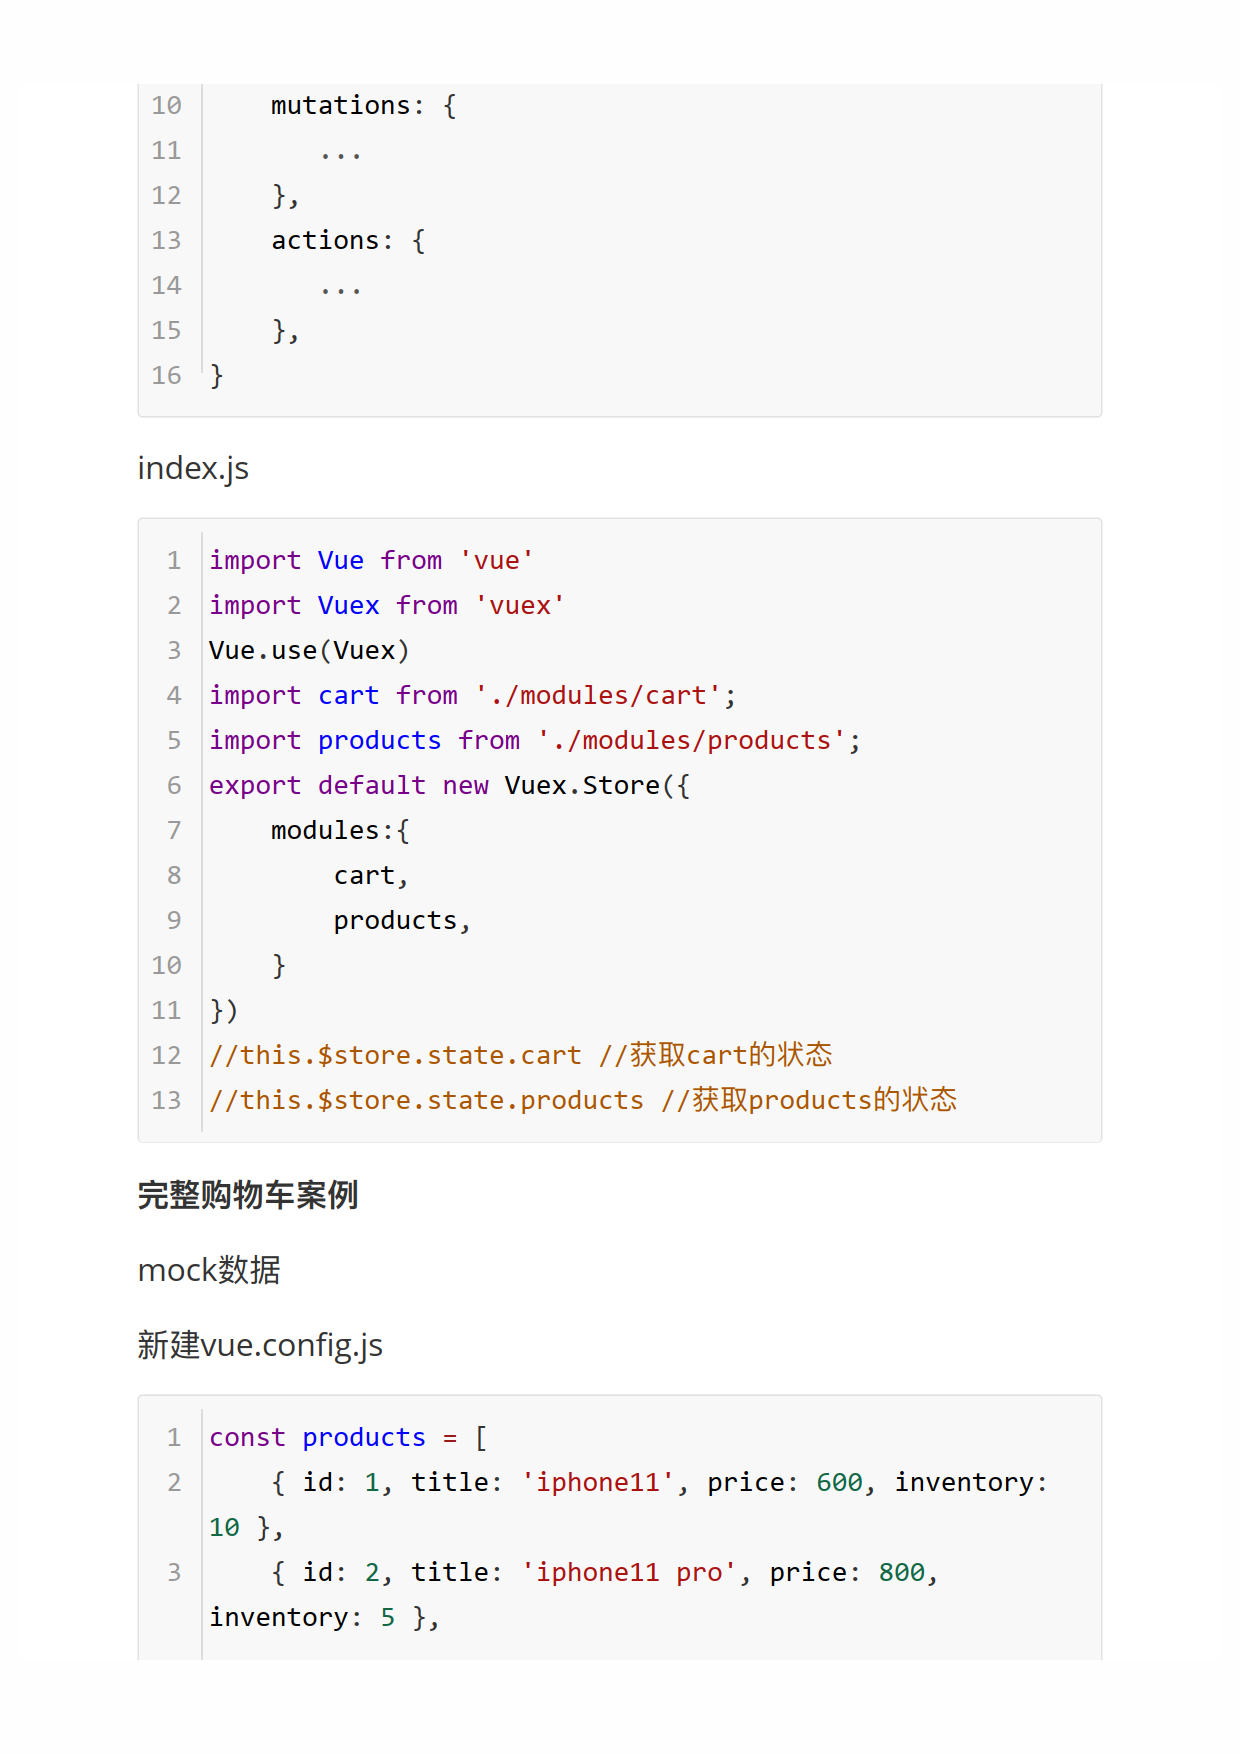 10     mutations: {
11        ...
12     },
13     actions: {
14        ...
15     },
16 }
index.js
1 import Vue from 'vue'
2 import Vuex from 'vuex'
3 Vue.use(Vuex)
4 import cart from './modules/cart';
5 import products from './modules/products';
6 export default new Vuex.Store({
7     modules:{
8         cart,
9         products,
10     }
11 })
12 //this.$store.state.cart //获取cart的状态
13 //this.$store.state.products //获取products的状态
完整购物车案例
mock数据
新建vue.config.js
1 const products = [
2     { id: 1, title: 'iphone11', price: 600, inventory:
10 },
3     { id: 2, title: 'iphone11 pro', price: 800,
inventory: 5 },